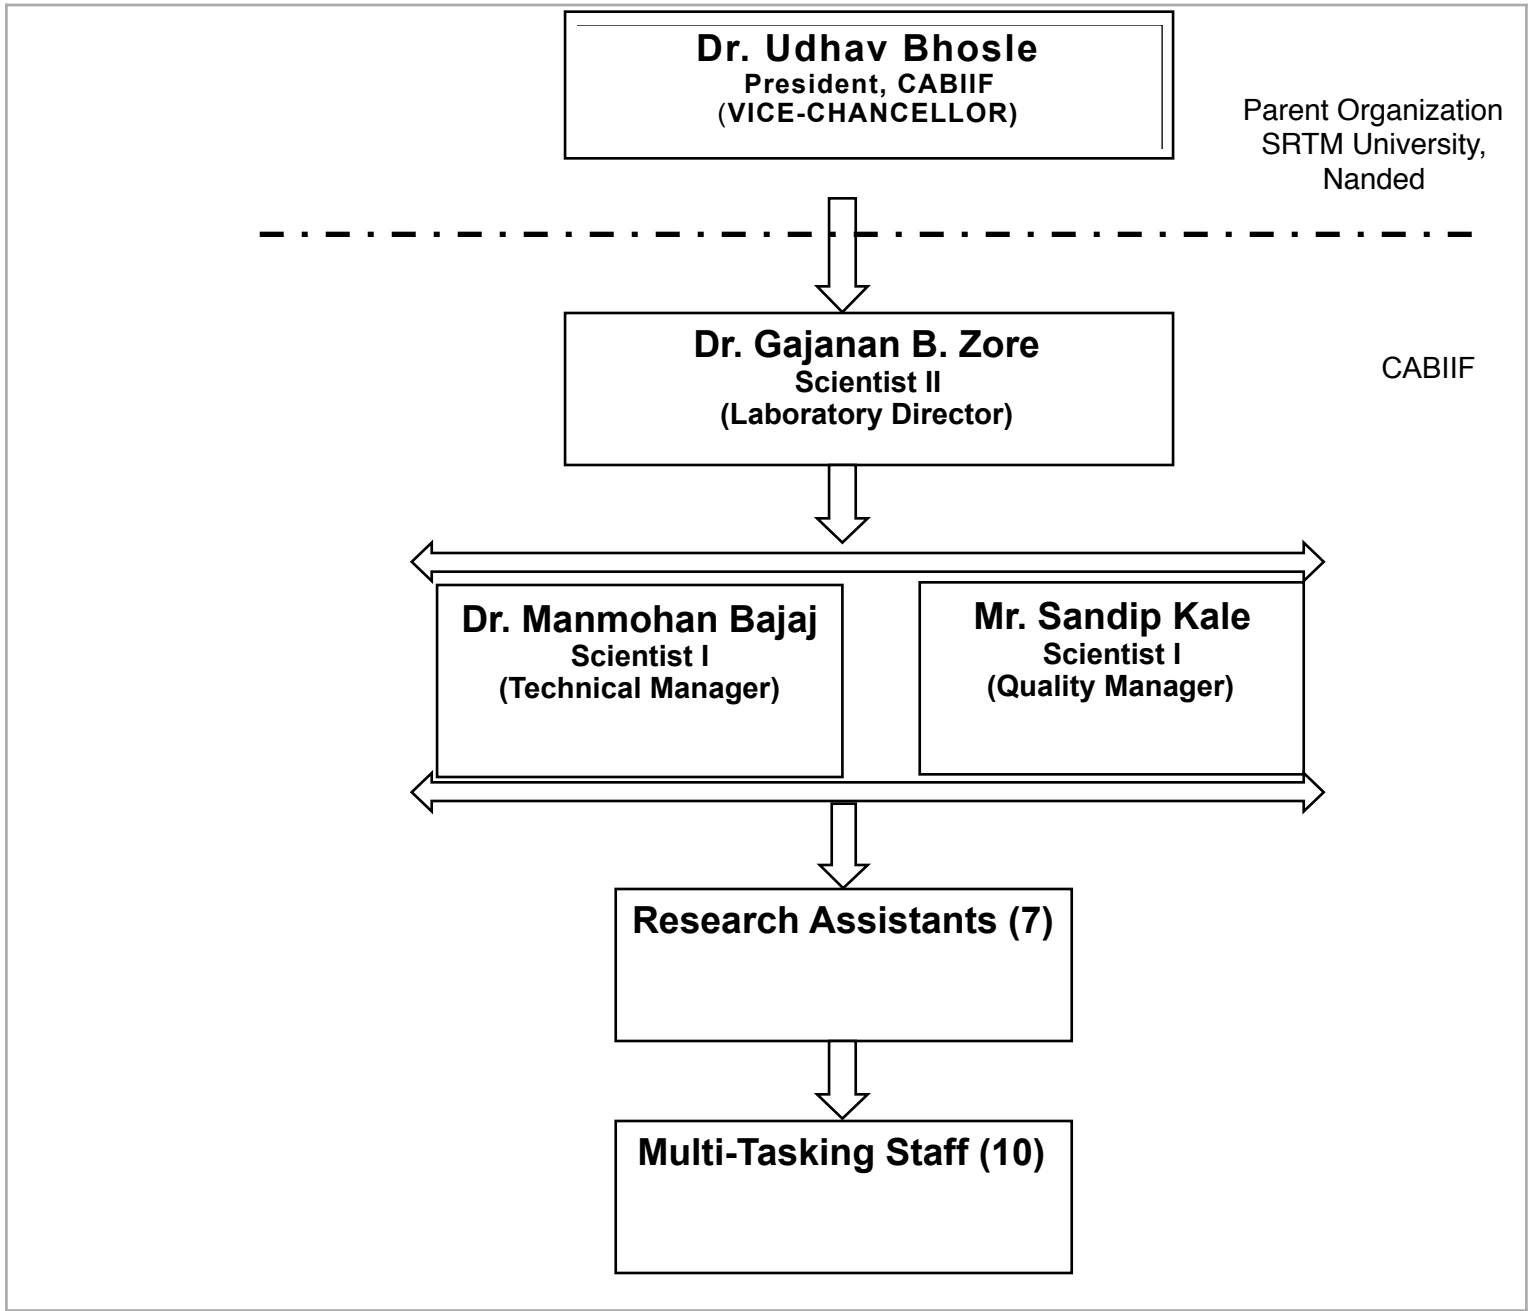 Dr. Udhav Bhosle
President, CABIIF
(VICE-CHANCELLOR)
Parent Organization
SRTM University,
Nanded
Dr. Gajanan B. Zore
Scientist II
(Laboratory Director)
CABIIF
Dr. Manmohan Bajaj
Scientist I
(Technical Manager)
Mr. Sandip Kale
Scientist I
(Quality Manager)
Research Assistants (7)
Multi-Tasking Staff (10)